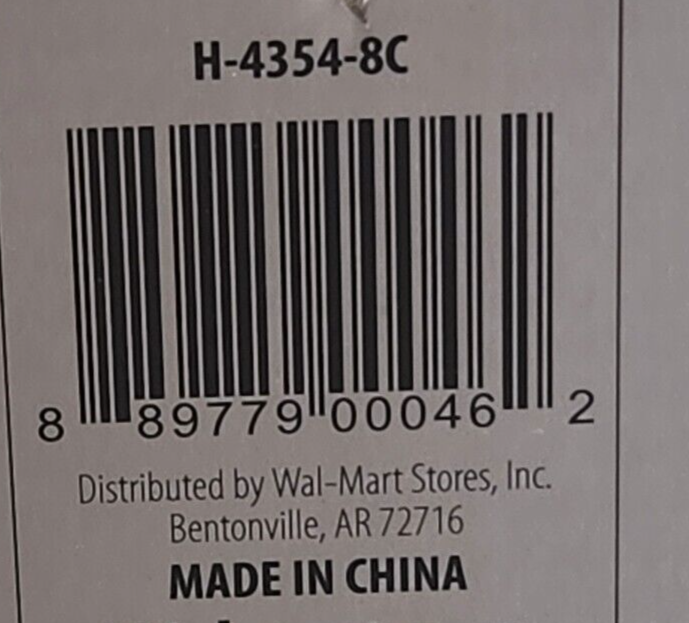 H-4354-8C
8 89779 00046 2
Distributed by Wal-Mart Stores, Inc.
Bentonville, AR 72716
MADE IN CHINA